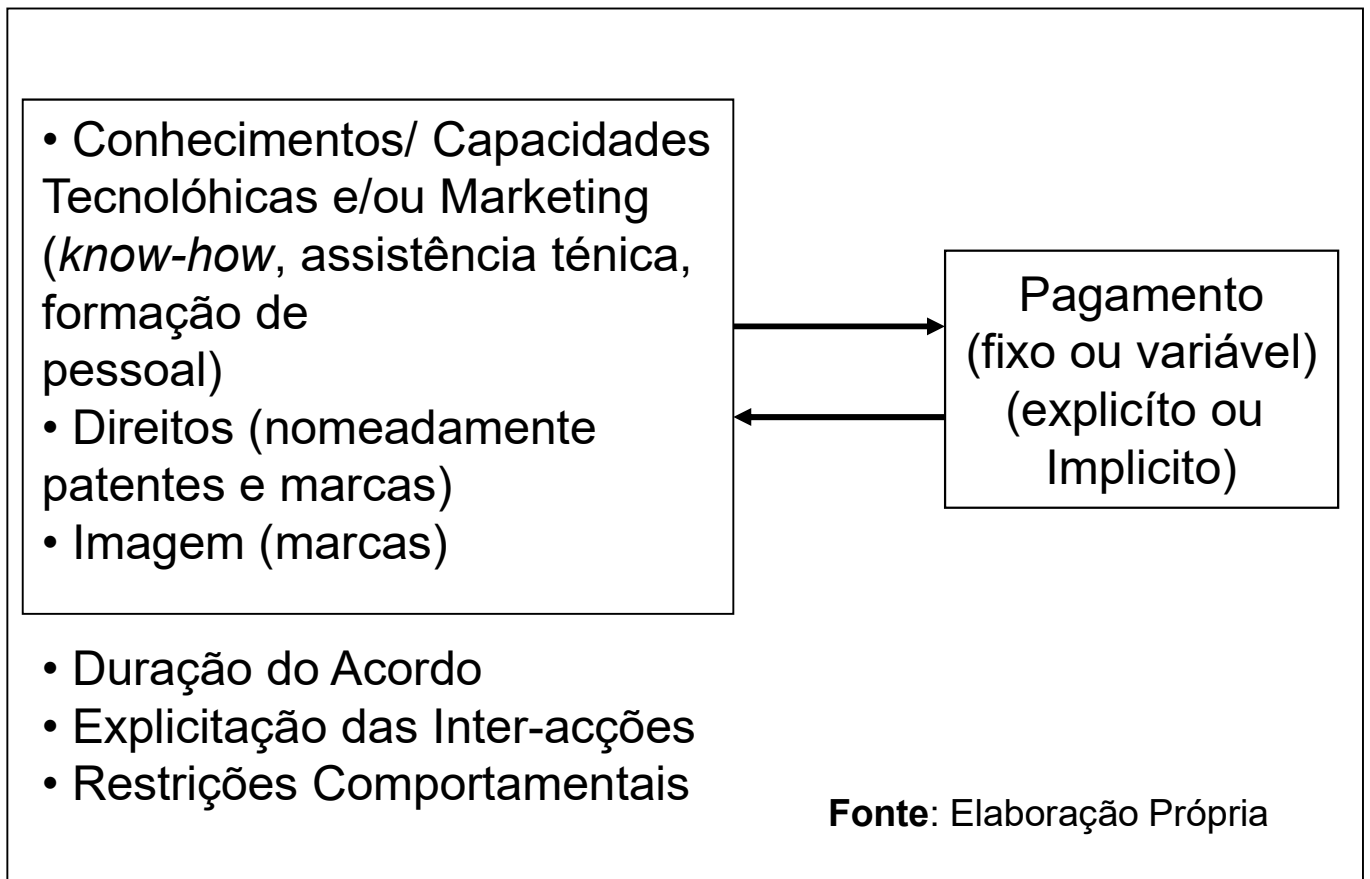 • Conhecimentos/ Capacidades
Tecnolóhicas e/ou Marketing
(know-how, assistência ténica,
formação de
pessoal)
• Direitos (nomeadamente
patentes e marcas)
• Imagem (marcas)
Pagamento
(fixo ou variável)
(explicíto ou
Implicito)
• Duração do Acordo
• Explicitação das Inter-acções
• Restrições Comportamentais
Fonte: Elaboração Própria